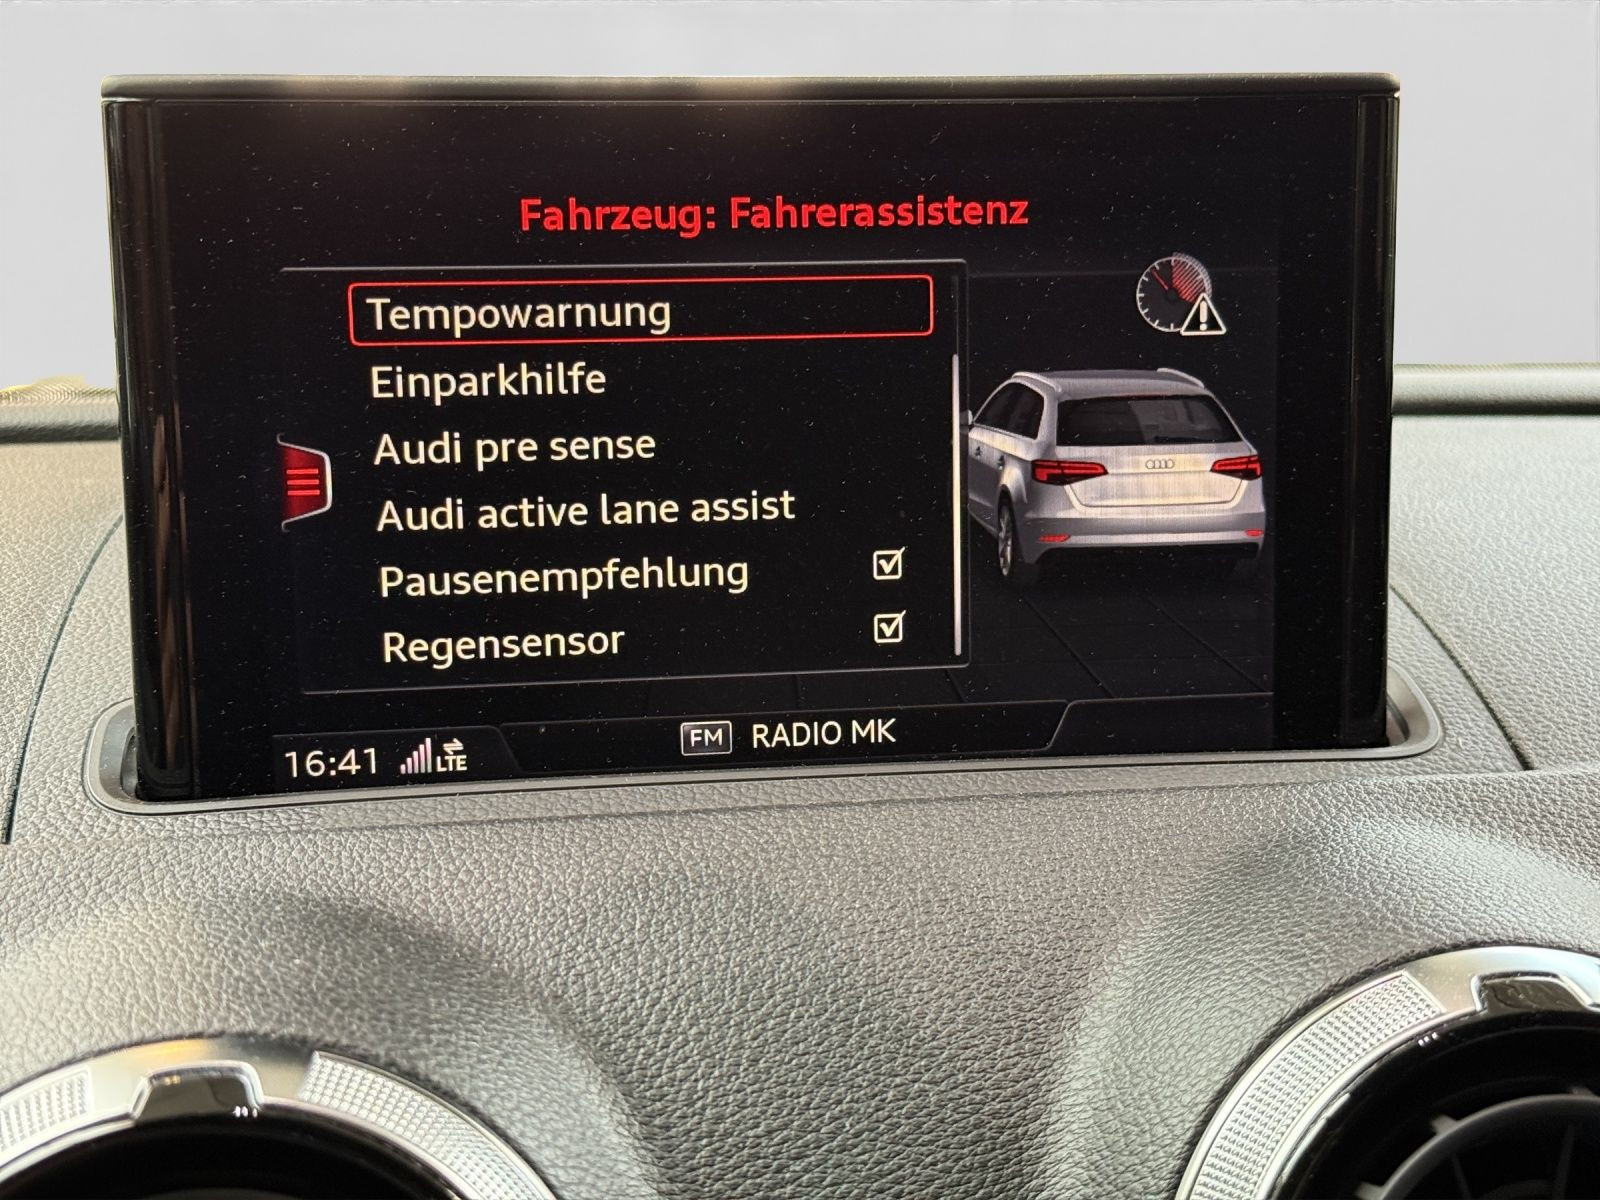 Fahrzeug: Fahrerassistenz
Tempowarnung
Einparkhilfe
Audi pre sense
Audi active lane assist
Pausenempfehlung
Regensensor
16:41 LTE
FM RADIO MK